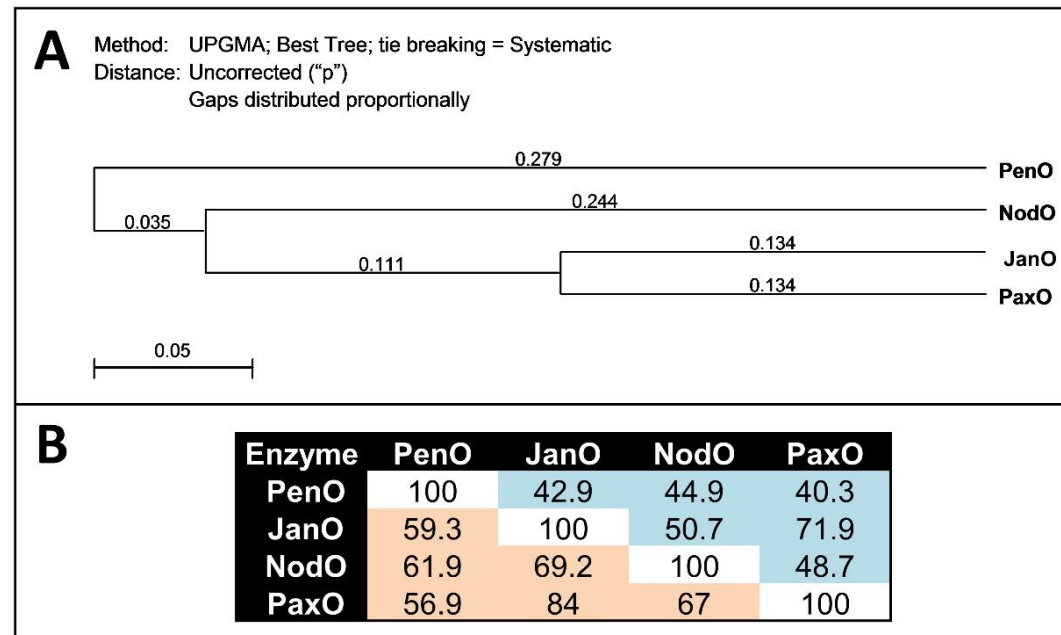 A
Method: UPGMA; Best Tree; tie breaking = Systematic
Distance: Uncorrected ("p")
Gaps distributed proportionally
0.279
PenO
0.244
NodO
0.035
0.134
JanO
0.111
0.134
PaxO
0.05
B
Enzyme PenO JanO NodO PaxO
PenO 100 42.9 44.9 40.3
JanO 59.3 100 50.7 71.9
NodO 61.9 69.2 100 48.7
PaxO 56.9 84 67 100